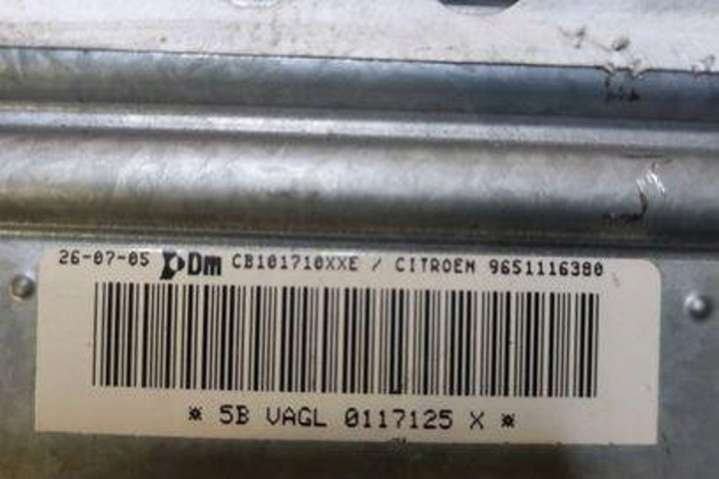 26-07-05 Dm CB101710XXE / CITROEN 9651116380
* 5B VAGL 0117125 X *